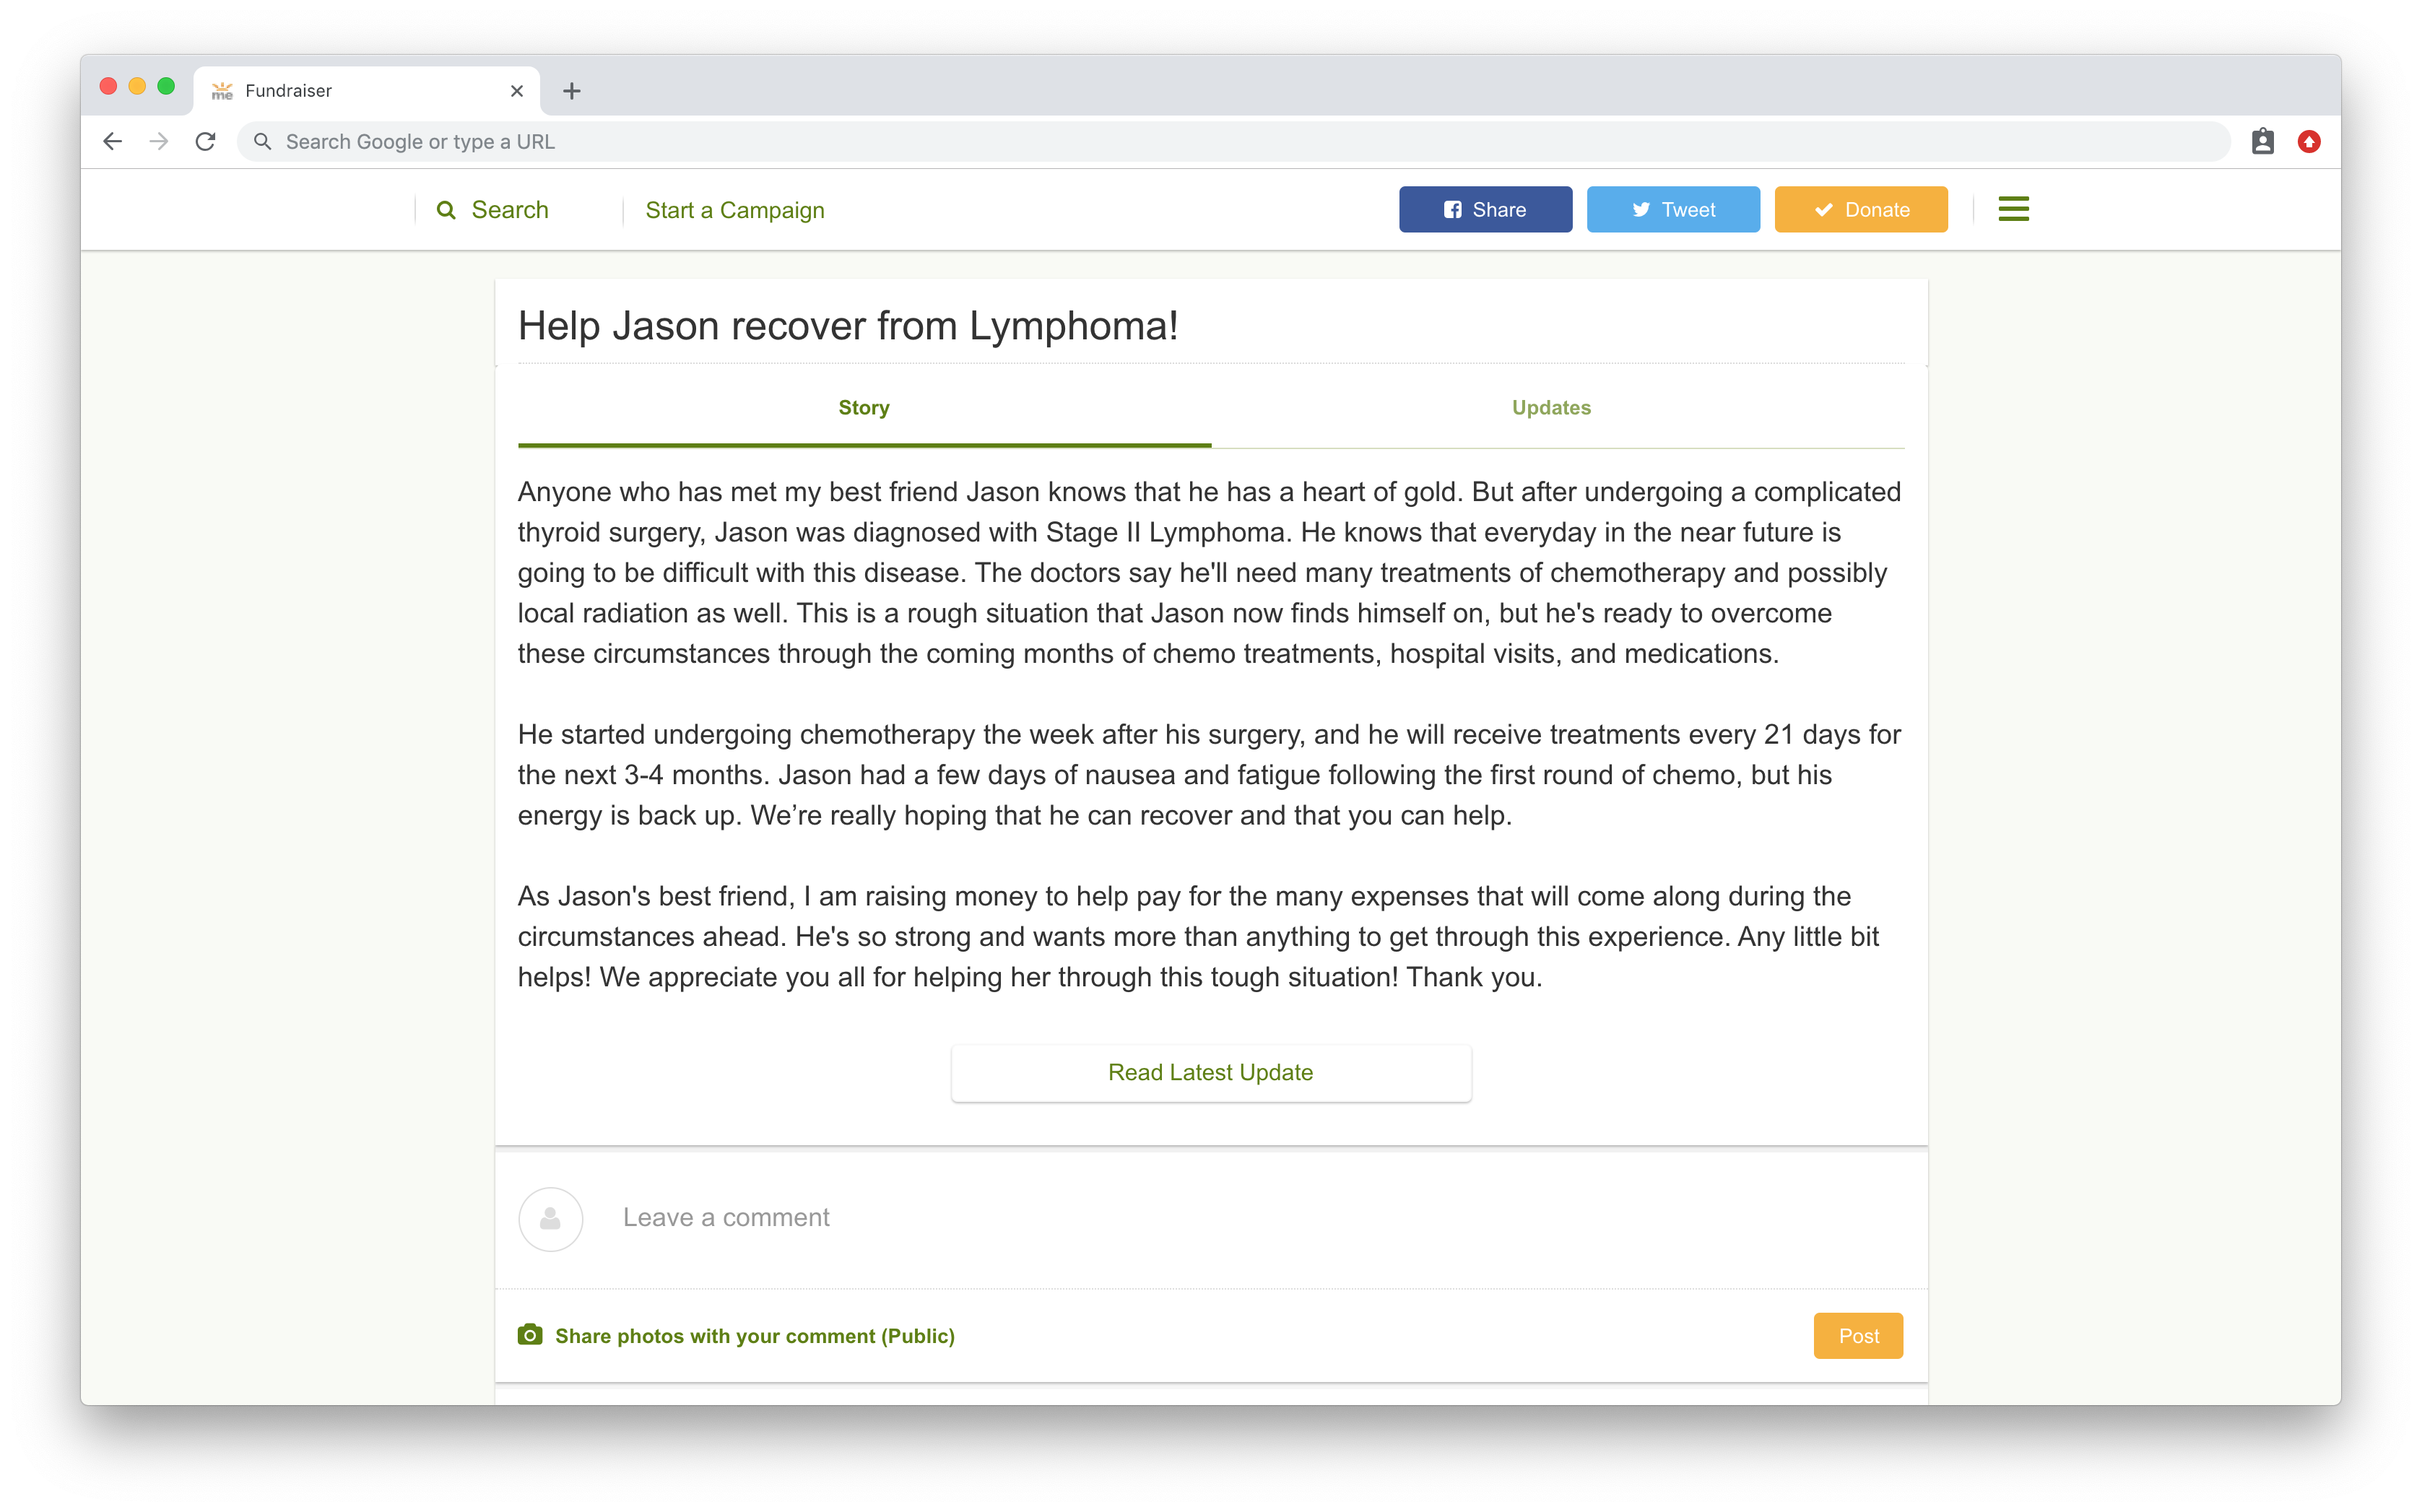 me Fundraiser
Search Google or type a URL
Search
Start a Campaign
Share
Tweet
Donate
Help Jason recover from Lymphoma!
Story
Updates
Anyone who has met my best friend Jason knows that he has a heart of gold. But after undergoing a complicated
thyroid surgery, Jason was diagnosed with Stage II Lymphoma. He knows that everyday in the near future is
going to be difficult with this disease. The doctors say he'll need many treatments of chemotherapy and possibly
local radiation as well. This is a rough situation that Jason now finds himself on, but he's ready to overcome
these circumstances through the coming months of chemo treatments, hospital visits, and medications.
He started undergoing chemotherapy the week after his surgery, and he will receive treatments every 21 days for
the next 3-4 months. Jason had a few days of nausea and fatigue following the first round of chemo, but his
energy is back up. We’re really hoping that he can recover and that you can help.
As Jason's best friend, I am raising money to help pay for the many expenses that will come along during the
circumstances ahead. He's so strong and wants more than anything to get through this experience. Any little bit
helps! We appreciate you all for helping her through this tough situation! Thank you.
Read Latest Update
Leave a comment
Share photos with your comment (Public)
Post